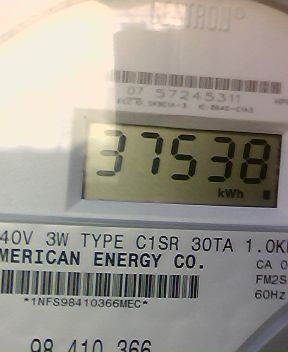 CENTRON®
07 57245311
37538
kWh
40V 3W TYPE C1SR 30TA 1.0K
MERICAN ENERGY CO.
CA 0
FM2S
60Hz
*1NFS98410366MEC*
98 410 366